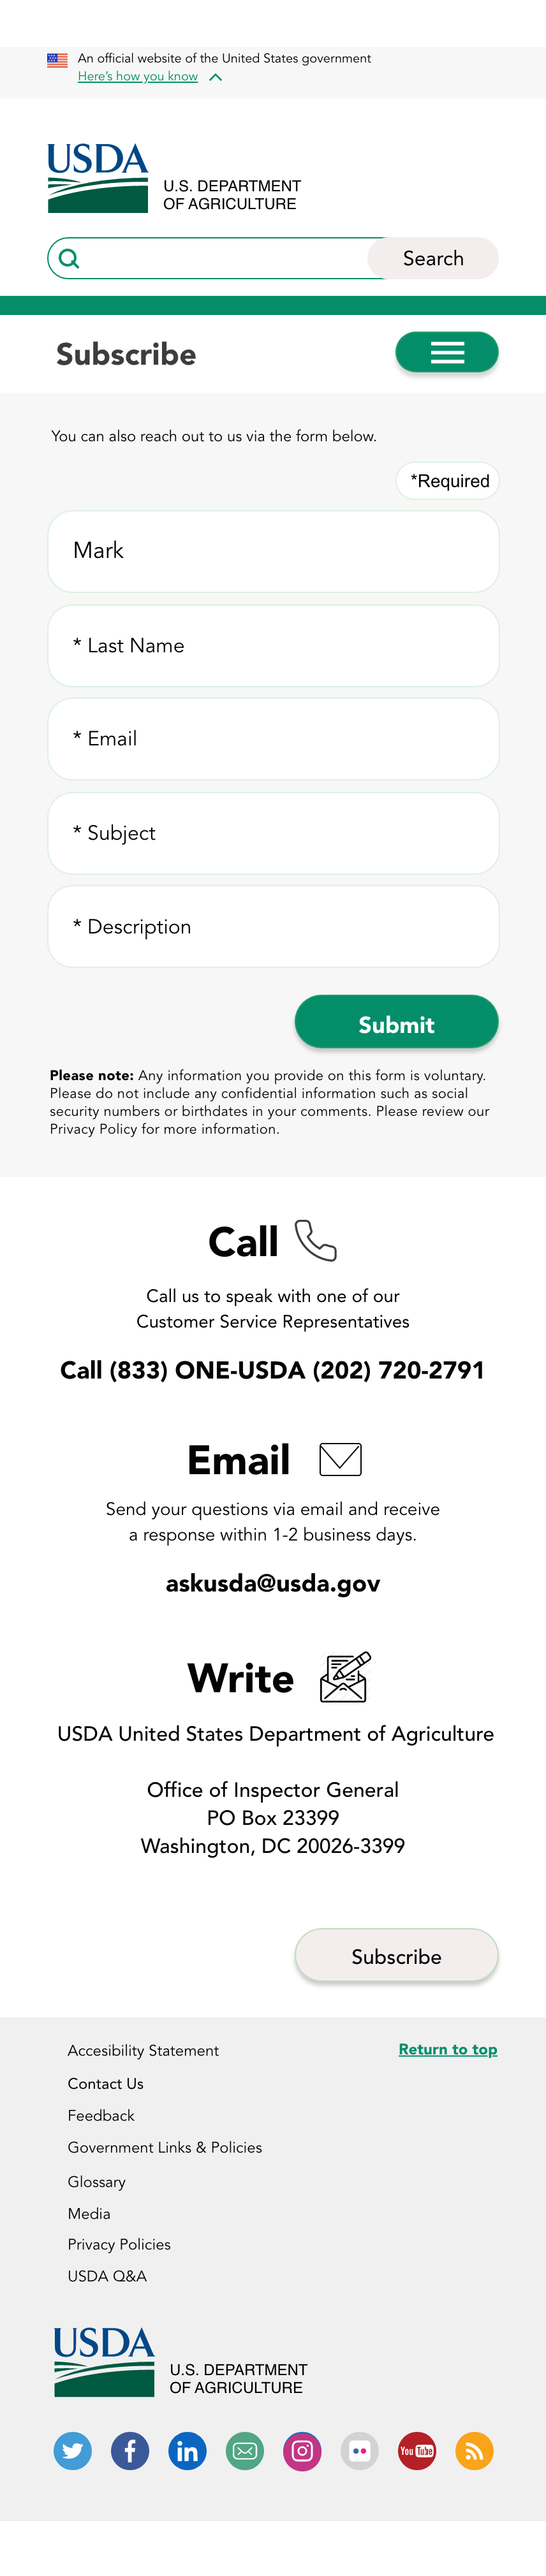 An official website of the United States government
Here's how you know
USDA
U.S. DEPARTMENT
OF AGRICULTURE
Search
Subscribe
You can also reach out to us via the form below.
*Required
Mark
* Last Name
* Email
* Subject
* Description
Submit
Please note: Any information you provide on this form is voluntary.
Please do not include any confidential information such as social
security numbers or birthdates in your comments. Please review our
Privacy Policy for more information.
Call
Call us to speak with one of our
Customer Service Representatives
Call (833) ONE-USDA (202) 720-2791
Email
Send your questions via email and receive
a response within 1-2 business days.
askusda@usda.gov
Write
USDA United States Department of Agriculture
Office of Inspector General
PO Box 23399
Washington, DC 20026-3399
Subscribe
Accesibility Statement
Return to top
Contact Us
Feedback
Government Links & Policies
Glossary
Media
Privacy Policies
USDA Q&A
USDA
U.S. DEPARTMENT
OF AGRICULTURE
f
in
You Tube